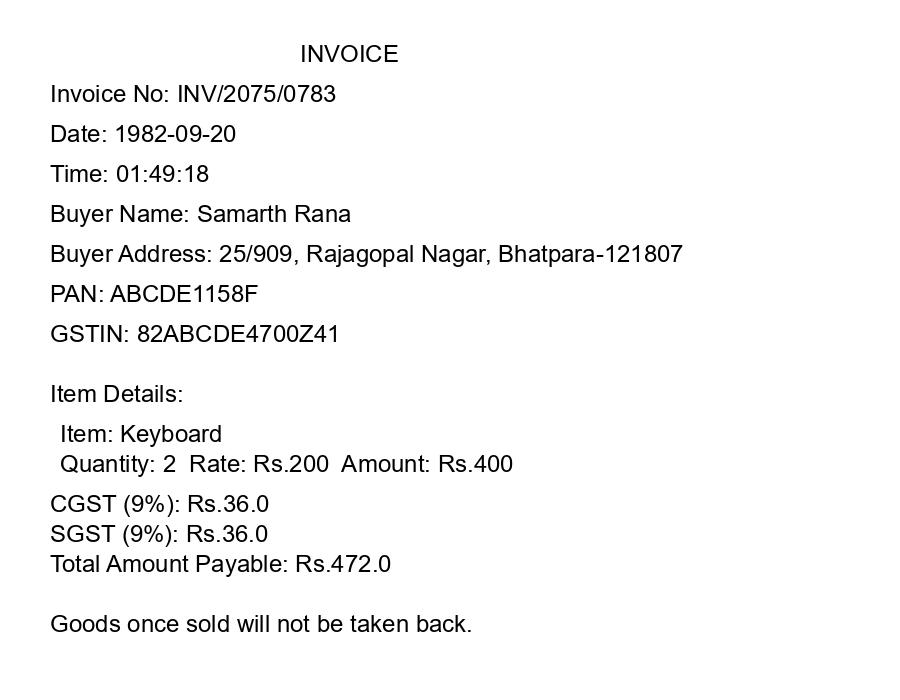 INVOICE
Invoice No: INV/2075/0783
Date: 1982-09-20
Time: 01:49:18
Buyer Name: Samarth Rana
Buyer Address: 25/909, Rajagopal Nagar, Bhatpara-121807
PAN: ABCDE1158F
GSTIN: 82ABCDE4700Z41
Item Details:
Item: Keyboard
Quantity: 2  Rate: Rs.200  Amount: Rs.400
CGST (9%): Rs.36.0
SGST (9%): Rs.36.0
Total Amount Payable: Rs.472.0
Goods once sold will not be taken back.